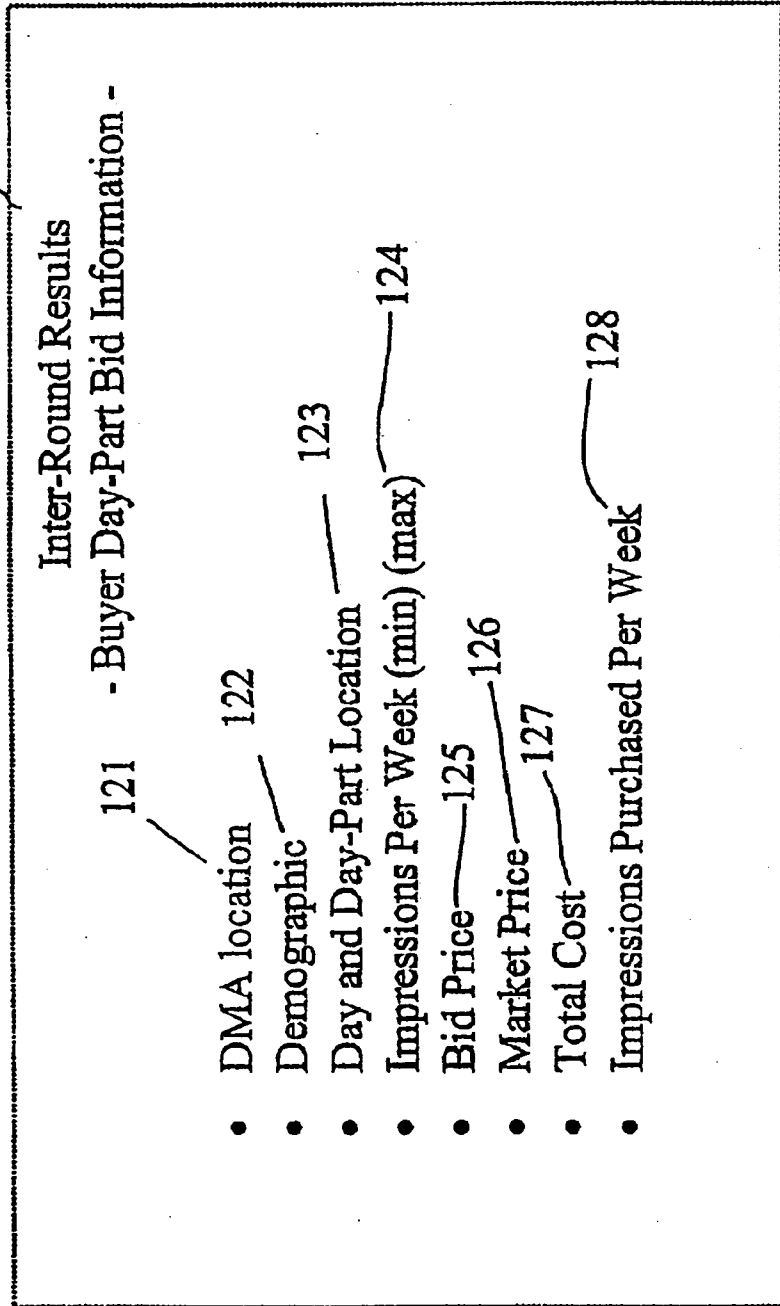 Inter-Round Results
- Buyer Day-Part Bid Information -
• DMA location 121
• Demographic 122
• Day and Day-Part Location 123
• Impressions Per Week (min) (max) 124
• Bid Price 125
• Market Price 126
• Total Cost 127
• Impressions Purchased Per Week 128